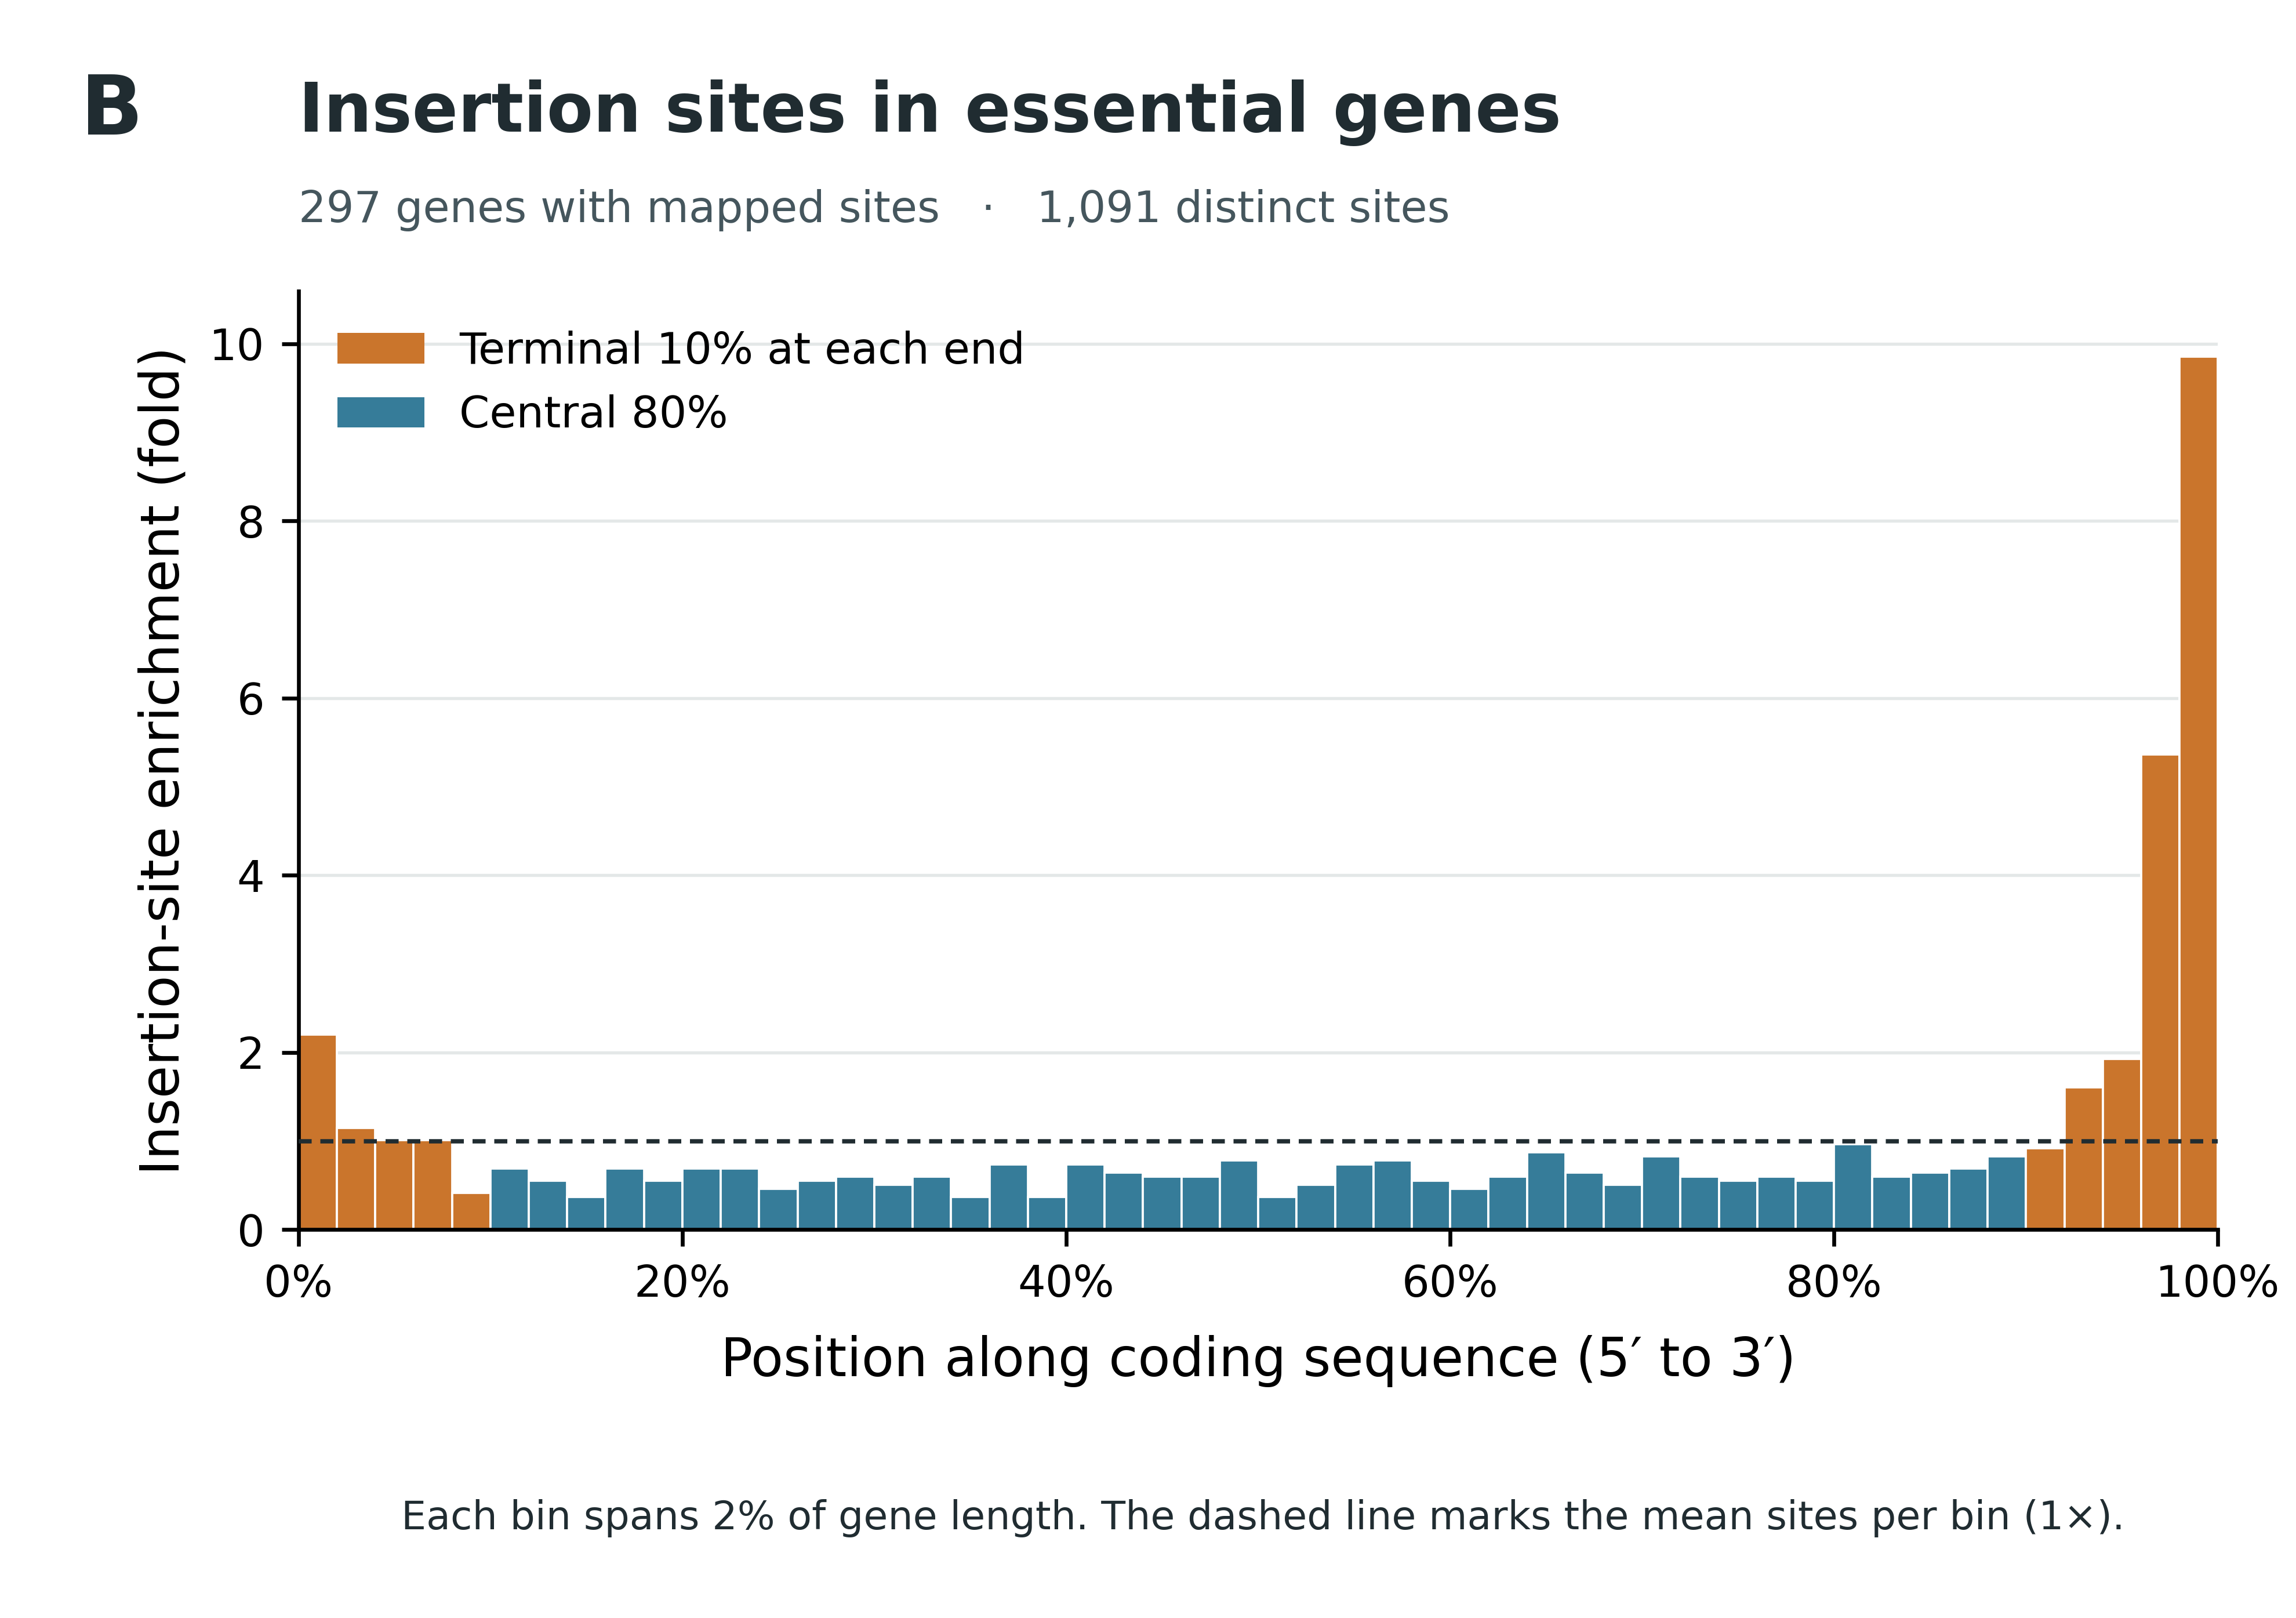 B Insertion sites in essential genes
297 genes with mapped sites · 1,091 distinct sites
Insertion-site enrichment (fold)
10
8
6
4
2
0
Terminal 10% at each end
Central 80%
0% 20% 40% 60% 80% 100%
Position along coding sequence (5′ to 3′)
Each bin spans 2% of gene length. The dashed line marks the mean sites per bin (1×).